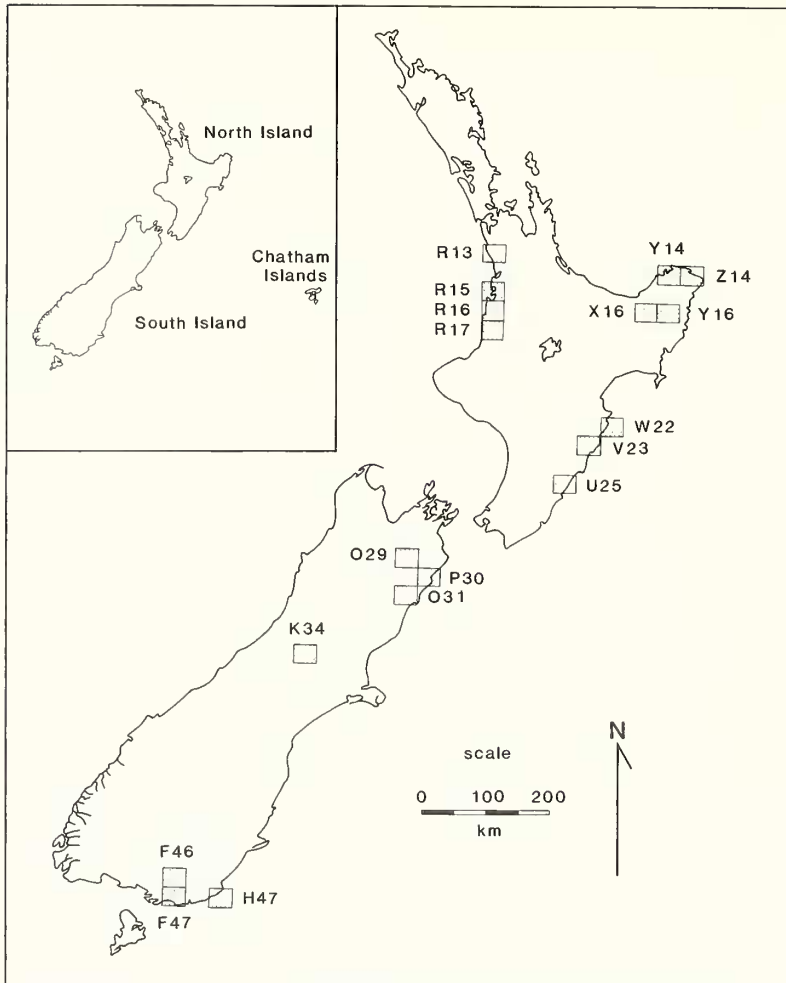 North Island
Chatham
Islands
South Island
R13
R15
R16
R17
Y14
Z14
X16
Y16
W22
V23
U25
O29
P30
O31
K34
N
scale
0 100 200
km
F46
H47
F47